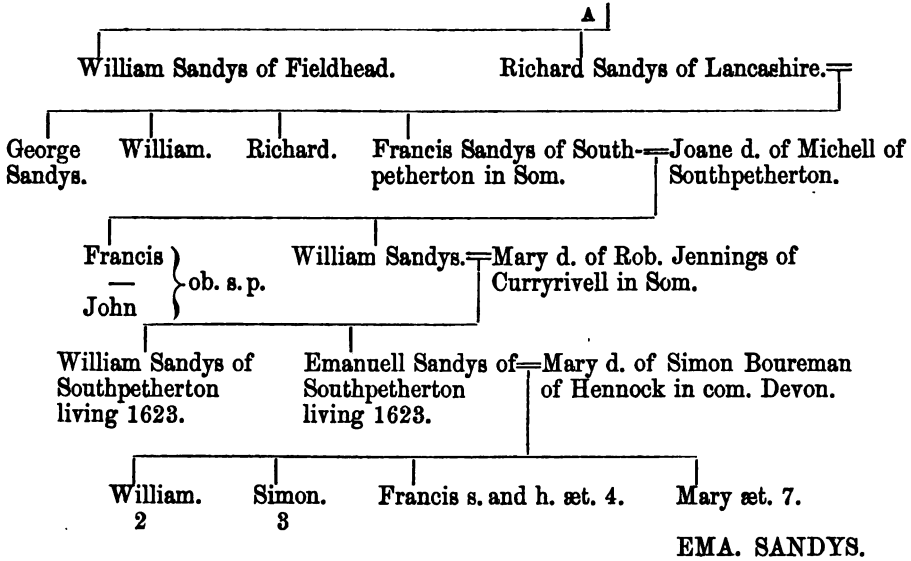 A
William Sandys of Fieldhead.
Richard Sandys of Lancashire.=
George
Sandys.
William.
Richard.
Francis Sandys of South-
petherton in Som.
=Joane d. of Michell of
Southpetherton.
Francis
—
John
} ob. s. p.
William Sandys.=
Mary d. of Rob. Jennings of
Curryrivell in Som.
William Sandys of
Southpetherton
living 1623.
Emanuell Sandys of=
Southpetherton
living 1623.
Mary d. of Simon Boureman
of Hennock in com. Devon.
William.
2
Simon.
3
Francis s. and h. æt. 4.
Mary æt. 7.
EMA. SANDYS.